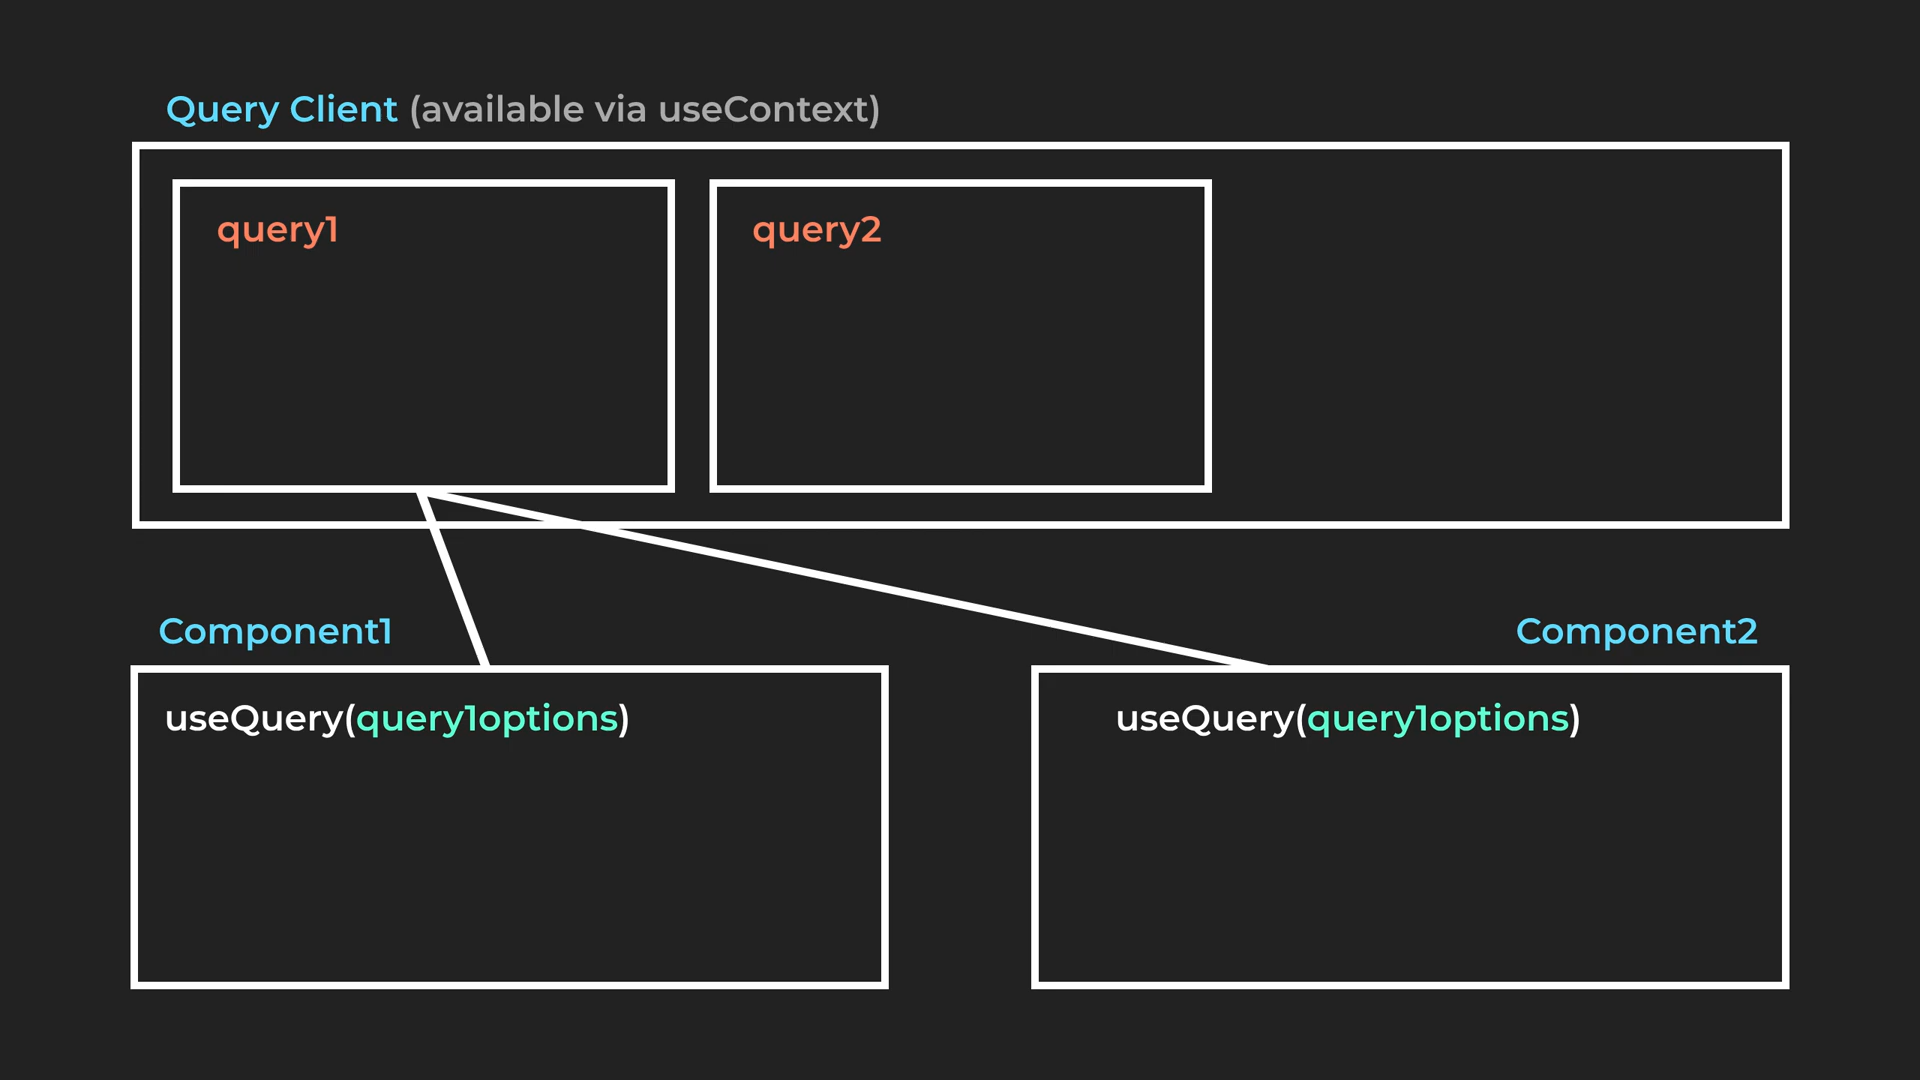 Query Client (available via useContext)
query1
query2
Component1
Component2
useQuery(query1options)
useQuery(query1options)